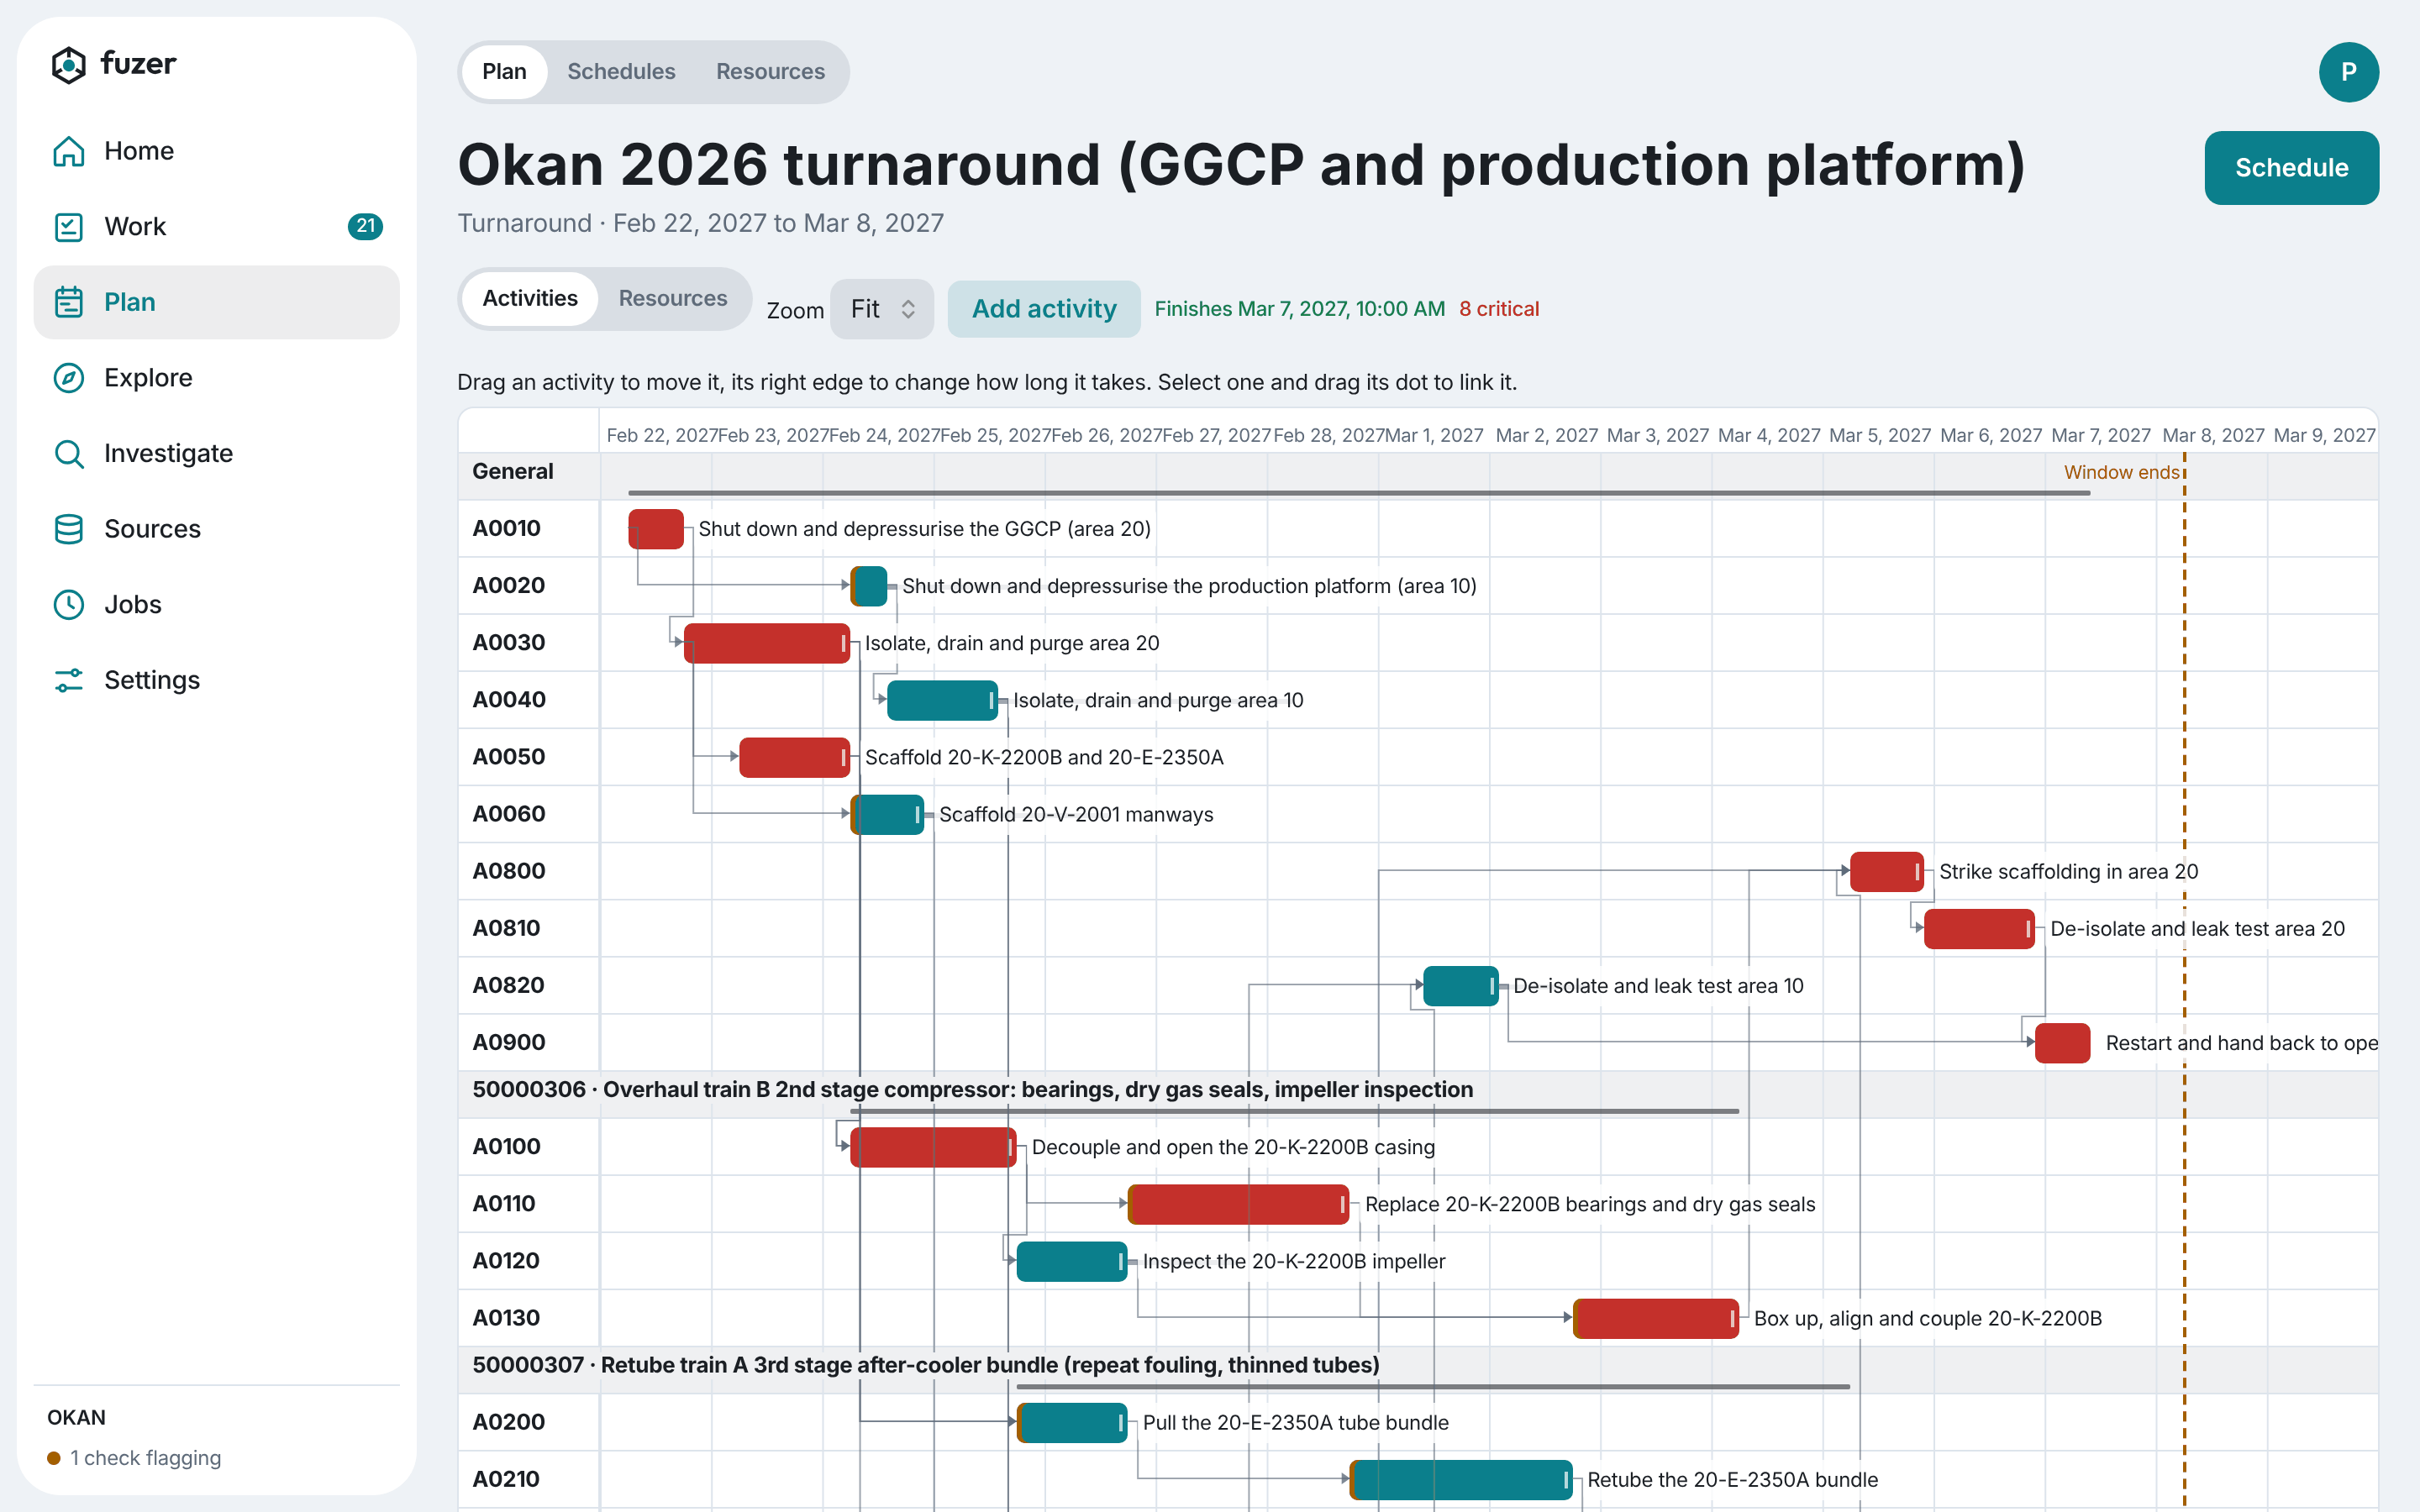 fuzer
Home
Work
21
Plan
Explore
Investigate
Sources
Jobs
Settings
OKAN
1 check flagging
Plan
Schedules
Resources
P
Okan 2026 turnaround (GGCP and production platform)
Schedule
Turnaround · Feb 22, 2027 to Mar 8, 2027
Activities
Resources
Zoom
Fit
Add activity
Finishes Mar 7, 2027, 10:00 AM
8 critical
Drag an activity to move it, its right edge to change how long it takes. Select one and drag its dot to link it.
Feb 22, 2027
Feb 23, 2027
Feb 24, 2027
Feb 25, 2027
Feb 26, 2027
Feb 27, 2027
Feb 28, 2027
Mar 1, 2027
Mar 2, 2027
Mar 3, 2027
Mar 4, 2027
Mar 5, 2027
Mar 6, 2027
Mar 7, 2027
Mar 8, 2027
Mar 9, 2027
General
Window ends
A0010
Shut down and depressurise the GGCP (area 20)
A0020
Shut down and depressurise the production platform (area 10)
A0030
Isolate, drain and purge area 20
A0040
Isolate, drain and purge area 10
A0050
Scaffold 20-K-2200B and 20-E-2350A
A0060
Scaffold 20-V-2001 manways
A0800
Strike scaffolding in area 20
A0810
De-isolate and leak test area 20
A0820
De-isolate and leak test area 10
A0900
Restart and hand back to ope
50000306 · Overhaul train B 2nd stage compressor: bearings, dry gas seals, impeller inspection
A0100
Decouple and open the 20-K-2200B casing
A0110
Replace 20-K-2200B bearings and dry gas seals
A0120
Inspect the 20-K-2200B impeller
A0130
Box up, align and couple 20-K-2200B
50000307 · Retube train A 3rd stage after-cooler bundle (repeat fouling, thinned tubes)
A0200
Pull the 20-E-2350A tube bundle
A0210
Retube the 20-E-2350A bundle